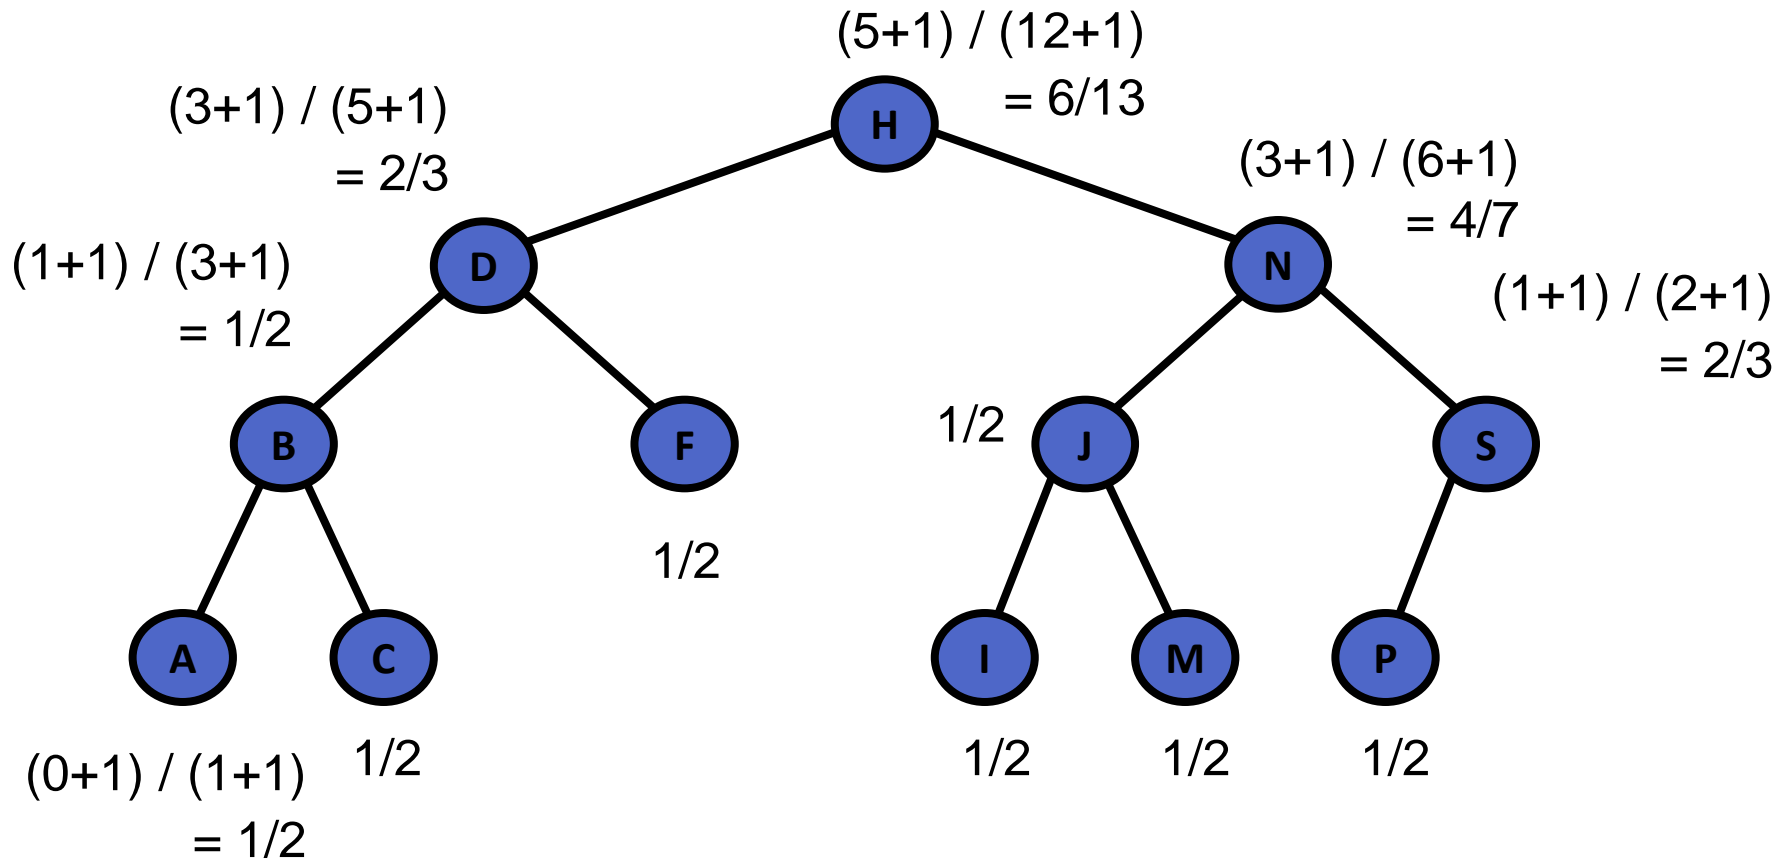 (5+1) / (12+1)
= 6/13
H
(3+1) / (5+1)
= 2/3
D
(3+1) / (6+1)
= 4/7
N
(1+1) / (3+1)
= 1/2
B
F
1/2
1/2
J
(1+1) / (2+1)
= 2/3
S
A
(0+1) / (1+1)
= 1/2
C
1/2
I
1/2
M
1/2
P
1/2